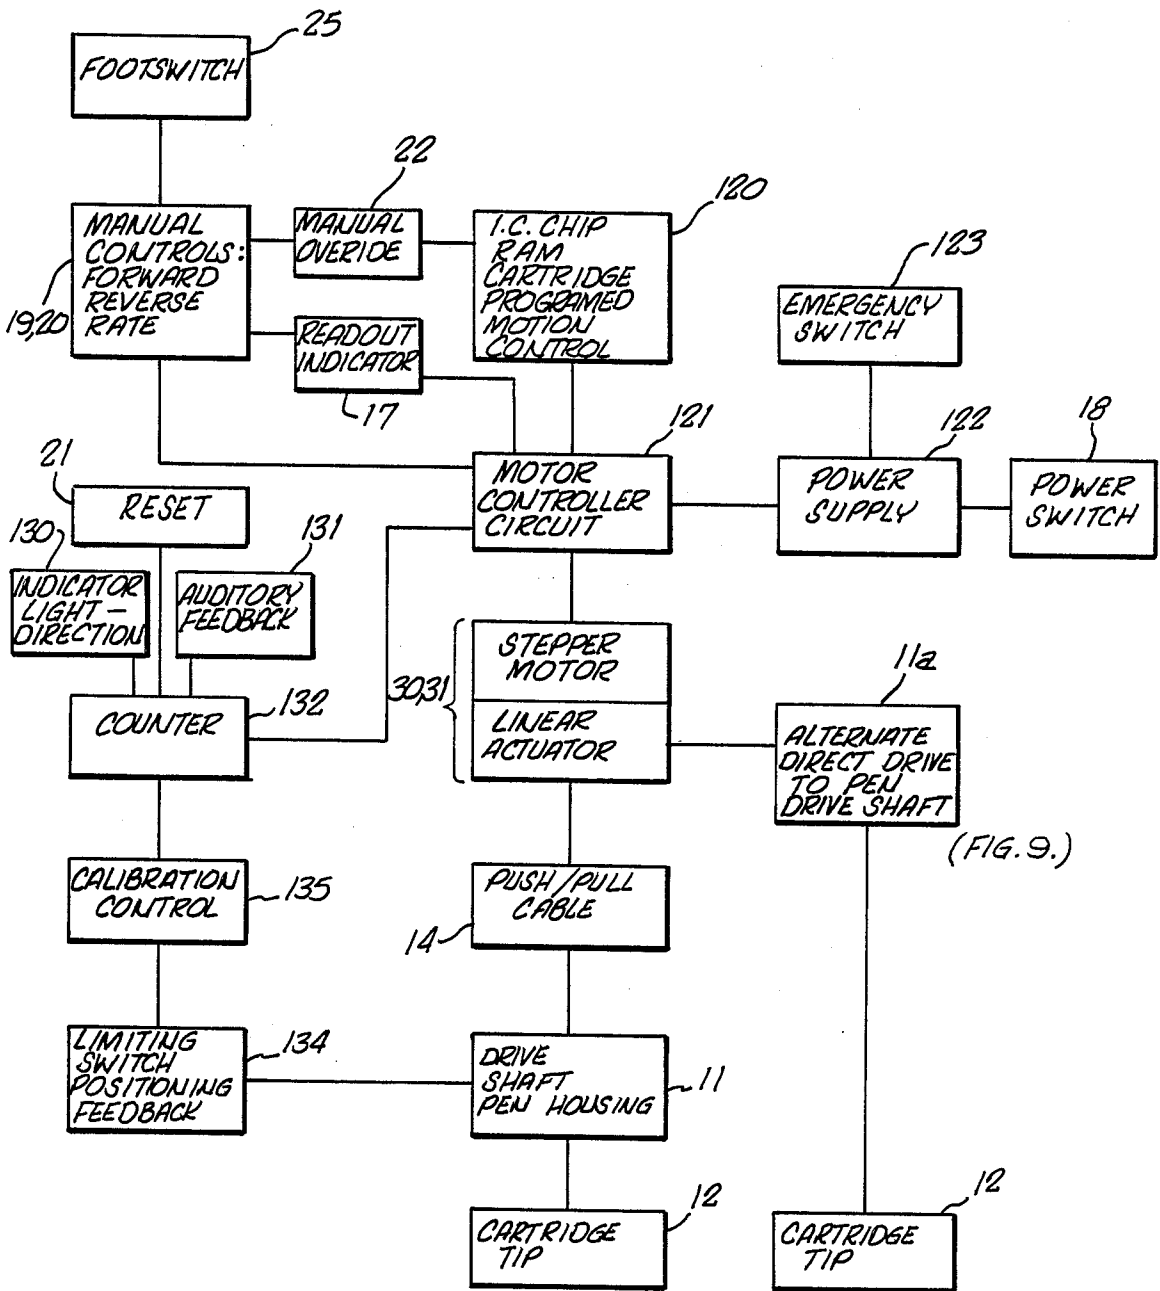 25
FOOTSWITCH
22
120
MANUAL
CONTROLS:
FORWARD
REVERSE
RATE
19,20
MANUAL
OVERIDE
I.C. CHIP
RAM
CARTRIDGE
PROGRAMED
MOTION
CONTROL
123
EMERGENCY
SWITCH
READOUT
INDICATOR
17
121
122
18
21
RESET
MOTOR
CONTROLLER
CIRCUIT
POWER
SUPPLY
POWER
SWITCH
130
131
INDICATOR
LIGHT-
DIRECTION
AUDITORY
FEEDBACK
30,31
STEPPER
MOTOR
LINEAR
ACTUATOR
11a
COUNTER
132
ALTERNATE
DIRECT DRIVE
TO PEN
DRIVE SHAFT
(FIG. 9.)
CALIBRATION
CONTROL
135
PUSH/PULL
CABLE
14
LIMITING
SWITCH
POSITIONING
FEEDBACK
134
DRIVE
SHAFT
PEN HOUSING
11
12
CARTRIDGE
TIP
12
CARTRIDGE
TIP